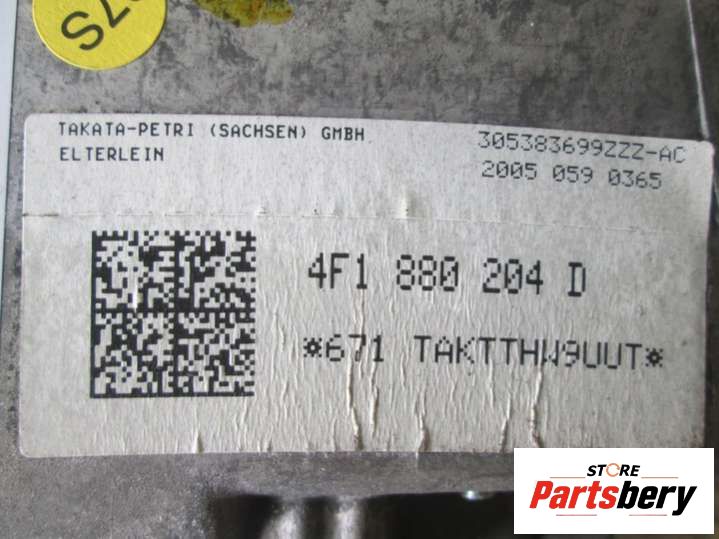 TAKATA-PETRI (SACHSEN) GMBH
ELTERLEIN
305383699ZZZ-AC
2005 059 0365
4F1 880 204 D
*671 TAKTTHW9UUT*
STORE
Partsbery